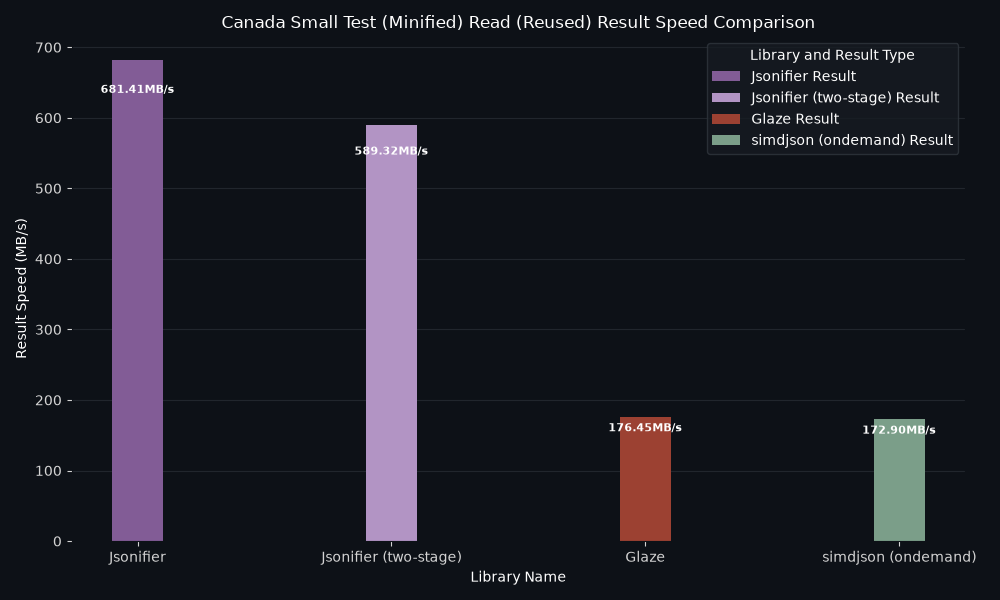 Canada Small Test (Minified) Read (Reused) Result Speed Comparison
Library and Result Type
Jsonifier Result
Jsonifier (two-stage) Result
Glaze Result
simdjson (ondemand) Result
Result Speed (MB/s)
700
600
500
400
300
200
100
0
681.41MB/s
589.32MB/s
176.45MB/s
172.90MB/s
Jsonifier
Jsonifier (two-stage)
Glaze
simdjson (ondemand)
Library Name